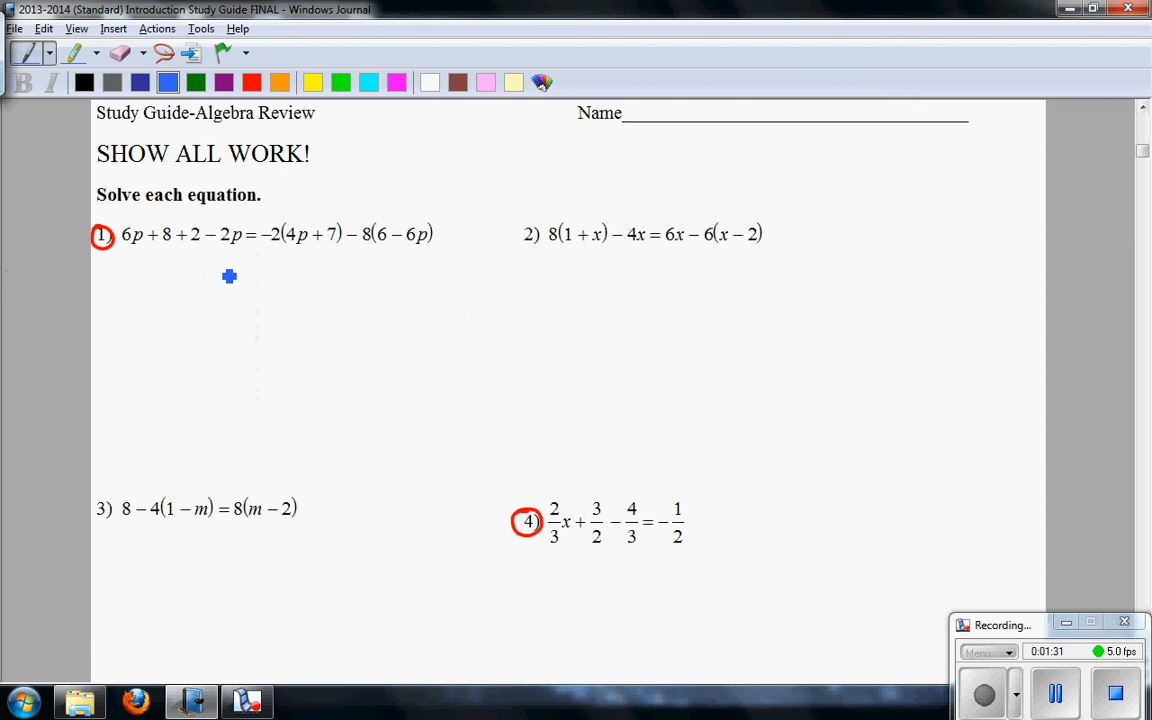 2013-2014 (Standard) Introduction Study Guide FINAL - Windows Journal
File Edit View Insert Actions Tools Help
B I
Study Guide-Algebra Review Name____________________
SHOW ALL WORK!
Solve each equation.
1) 6p + 8 + 2 − 2p = −2(4p + 7) − 8(6 − 6p)
2) 8(1 + x) − 4x = 6x − 6(x − 2)
3) 8 − 4(1 − m) = 8(m − 2)
4) 2/3 x + 3/2 − 4/3 = − 1/2
Recording...
Menu 0:01:31 5.0 fps